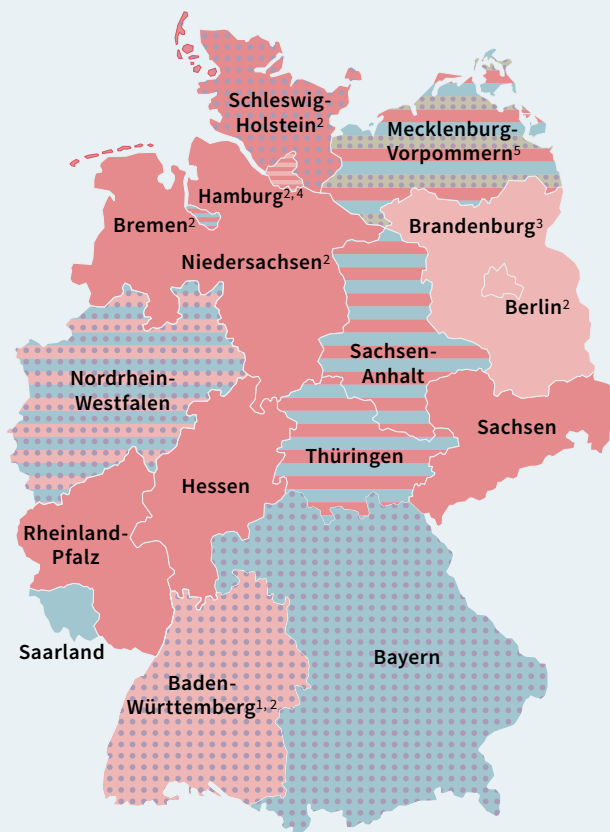 Schleswig-
Holstein²
Mecklenburg-
Vorpommern⁵
Hamburg²,⁴
Bremen²
Brandenburg³
Niedersachsen²
Berlin²
Sachsen-
Anhalt
Nordrhein-
Westfalen
Sachsen
Thüringen
Hessen
Rheinland-
Pfalz
Saarland
Bayern
Baden-
Württemberg¹,²